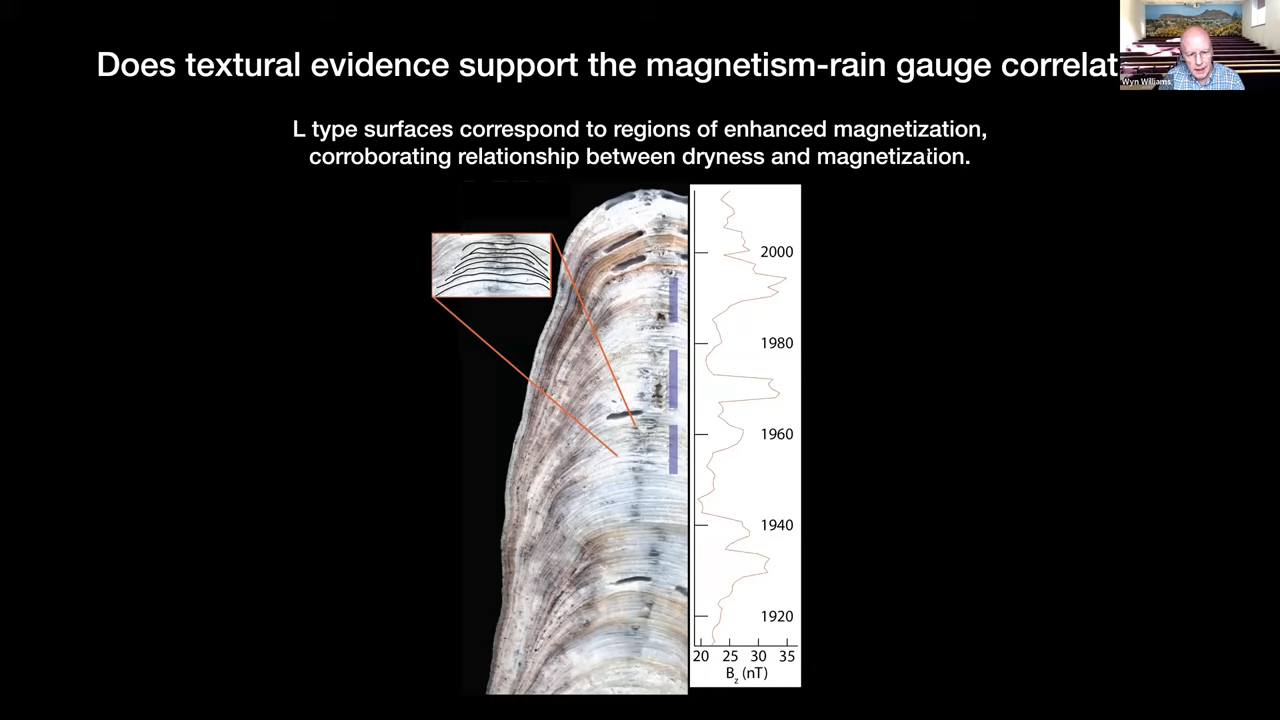 Does textural evidence support the magnetism-rain gauge correlat
Wyn Williams
L type surfaces correspond to regions of enhanced magnetization,
corroborating relationship between dryness and magnetization.
2000
1980
1960
1940
1920
20 25 30 35
Bz (nT)